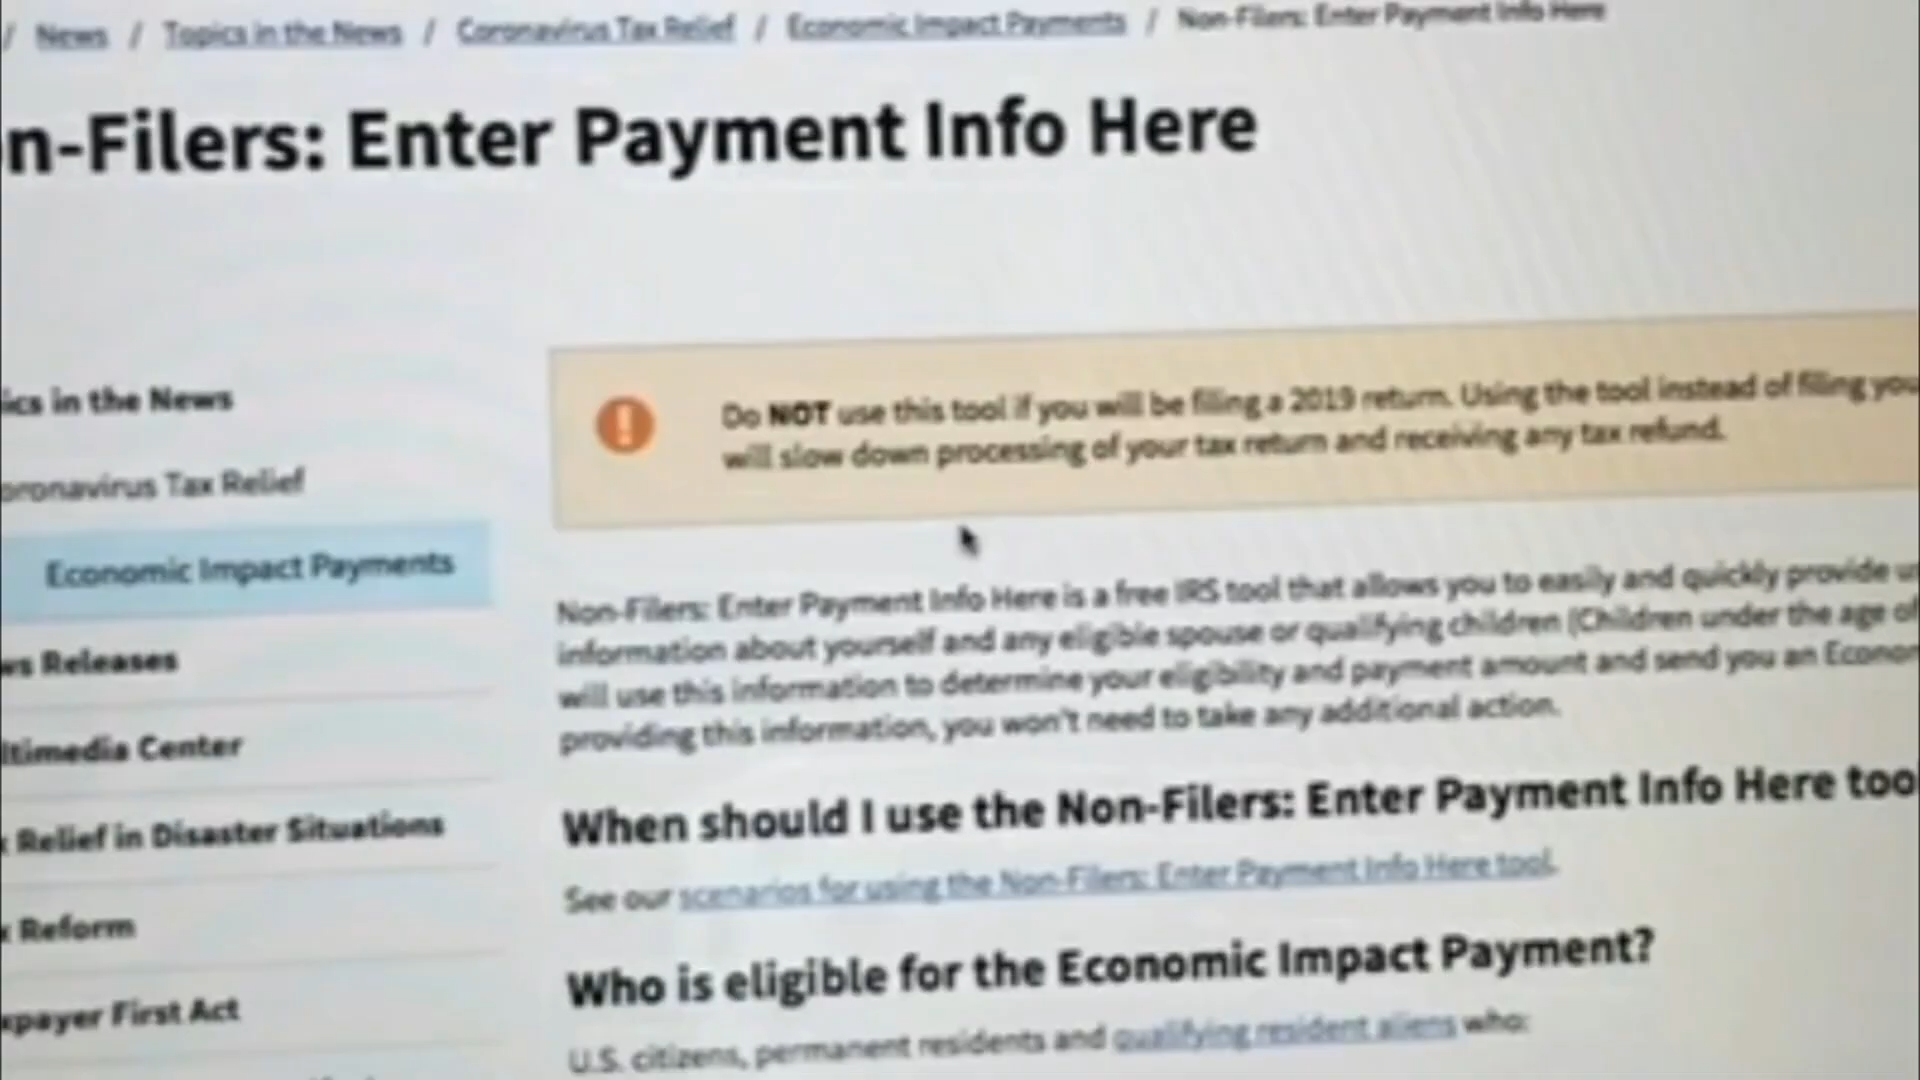 / News / Topics in the News / Coronavirus Tax Relief / Economic Impact Payments / Non-Filers: Enter Payment Info Here
n-Filers: Enter Payment Info Here
ics in the News
oronavirus Tax Relief
Economic Impact Payments
ws Releases
ltimedia Center
x Relief in Disaster Situations
x Reform
xpayer First Act
Do NOT use this tool if you will be filing a 2019 return. Using the tool instead of filing you
will slow down processing of your tax return and receiving any tax refund.
Non-Filers: Enter Payment Info Here is a free IRS tool that allows you to easily and quickly provide u
information about yourself and any eligible spouse or qualifying children (Children under the age of
will use this information to determine your eligibility and payment amount and send you an Econo
providing this information, you won't need to take any additional action.
When should I use the Non-Filers: Enter Payment Info Here too
See our scenarios for using the Non-Filers: Enter Payment Info Here tool.
Who is eligible for the Economic Impact Payment?
U.S. citizens, permanent residents and qualifying resident aliens who: